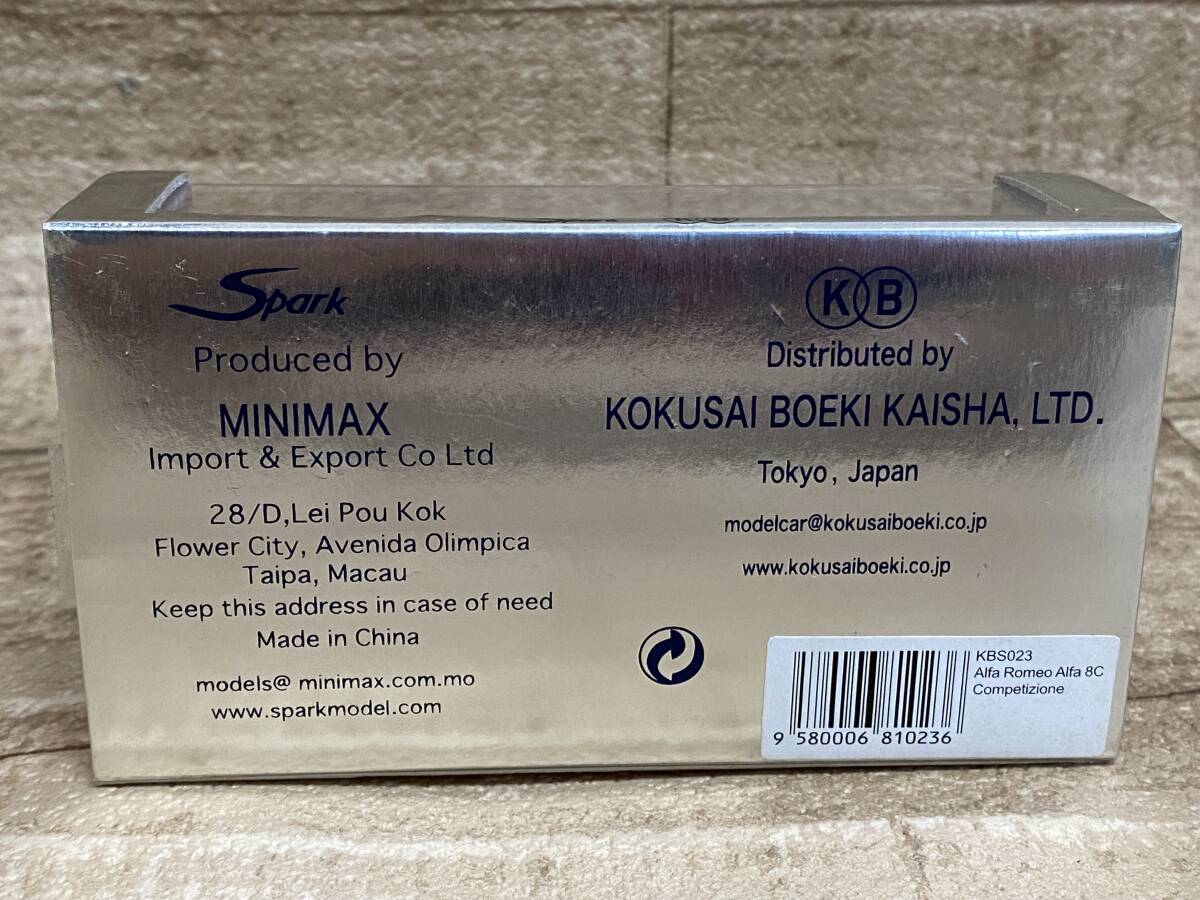 Spark
Produced by
MINIMAX
Import & Export Co Ltd
28/D,Lei Pou Kok
Flower City, Avenida Olimpica
Taipa, Macau
Keep this address in case of need
Made in China
models@ minimax.com.mo
www.sparkmodel.com
KB
Distributed by
KOKUSAI BOEKI KAISHA, LTD.
Tokyo, Japan
modelcar@kokusaiboeki.co.jp
www.kokusaiboeki.co.jp
KBS023
Alfa Romeo Alfa 8C
Competizione
9 580006 810236